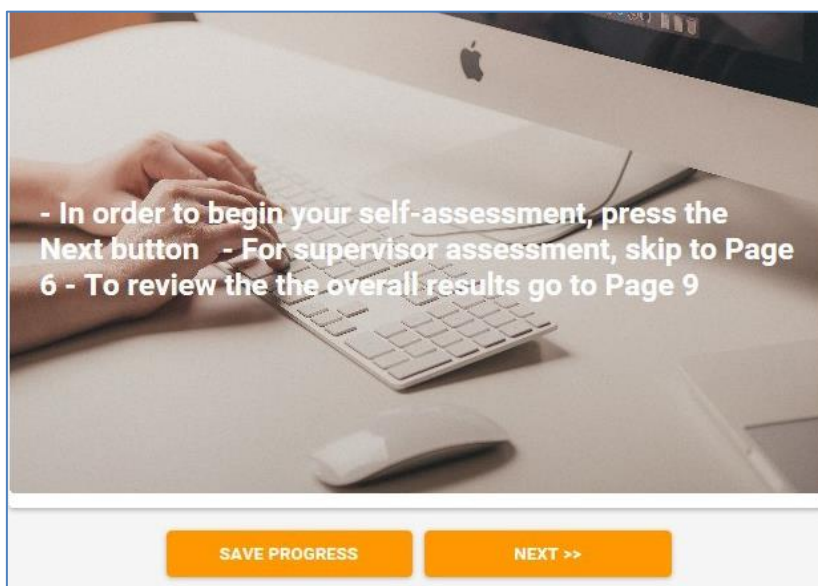 - In order to begin your self-assessment, press the
Next button - For supervisor assessment, skip to Page
6 - To review the the overall results go to Page 9
SAVE PROGRESS
NEXT >>